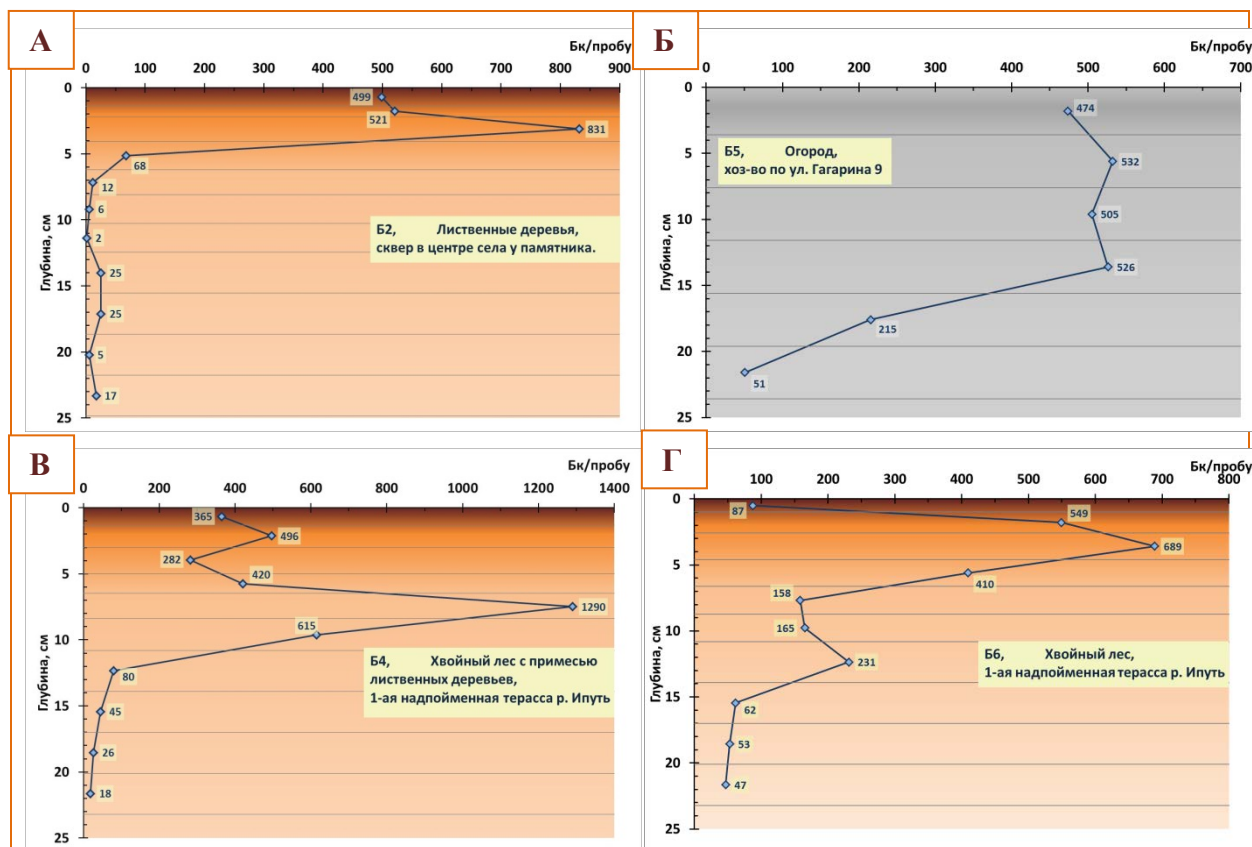 А
Бк/пробу
0 100 200 300 400 500 600 700 800 900
0
5
10
15
20
25
Глубина, см
499
521
831
68
12
6
2
25
25
5
17
Б2, Лиственные деревья,
сквер в центре села у памятника.
Б
Бк/пробу
0 100 200 300 400 500 600 700
0
5
10
15
20
25
Глубина, см
474
532
505
526
215
51
Б5, Огород,
хоз-во по ул. Гагарина 9
В
Бк/пробу
0 200 400 600 800 1000 1200 1400
0
5
10
15
20
25
Глубина, см
365
496
282
420
1290
615
80
45
26
18
Б4, Хвойный лес с примесью
лиственных деревьев,
1-ая надпойменная терасса р. Ипуть
Г
Бк/пробу
100 200 300 400 500 600 700 800
0
5
10
15
20
25
Глубина, см
87
549
689
410
158
165
231
62
53
47
Б6, Хвойный лес,
1-ая надпойменная терасса р. Ипуть